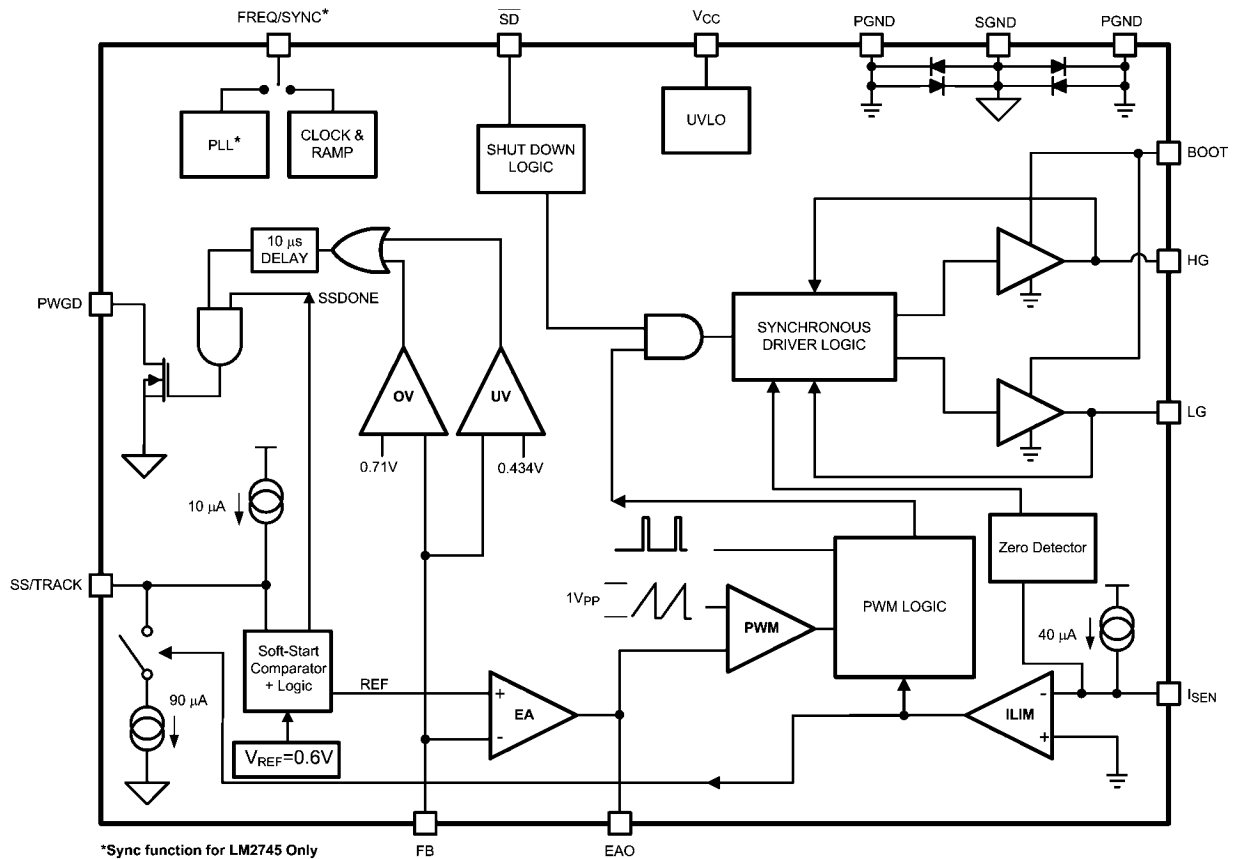 FREQ/SYNC*
SD
VCC
PGND
SGND
PGND
PLL*
CLOCK &
RAMP
SHUT DOWN
LOGIC
UVLO
BOOT
10 µs
DELAY
HG
PWGD
SSDONE
SYNCHRONOUS
DRIVER LOGIC
OV
UV
LG
0.71V
0.434V
10 µA
Zero Detector
SS/TRACK
1VPP
PWM
PWM LOGIC
40 µA
Soft-Start
Comparator
+ Logic
REF
+
EA
-
-
ILIM
+
ISEN
90 µA
VREF=0.6V
*Sync function for LM2745 Only
FB
EAO